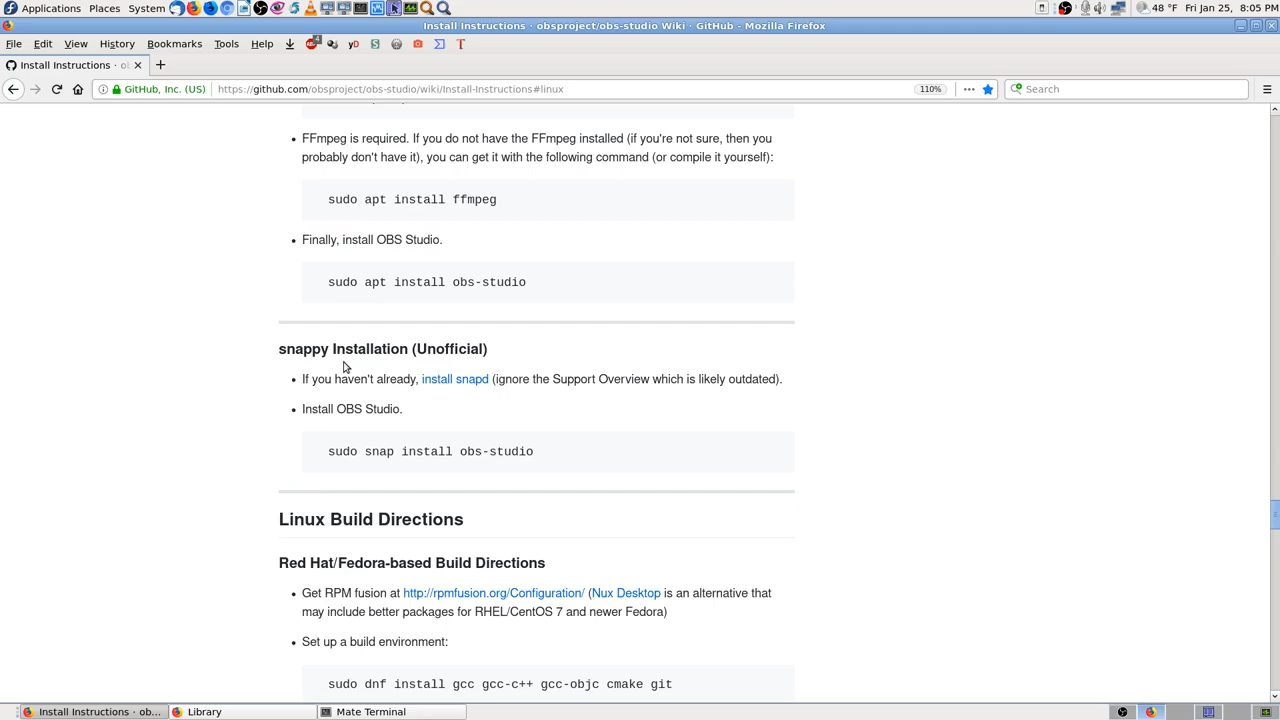 Applications Places System 48 °F Fri Jan 25, 8:05 PM
Install Instructions · obsproject/obs-studio Wiki · GitHub - Mozilla Firefox
File Edit View History Bookmarks Tools Help 4 yD S Σ T
Install Instructions · o
GitHub, Inc. (US) https://github.com/obsproject/obs-studio/wiki/Install-Instructions#linux 110% Search
• FFmpeg is required. If you do not have the FFmpeg installed (if you're not sure, then you
probably don't have it), you can get it with the following command (or compile it yourself):
sudo apt install ffmpeg
• Finally, install OBS Studio.
sudo apt install obs-studio
snappy Installation (Unofficial)
• If you haven't already, install snapd (ignore the Support Overview which is likely outdated).
• Install OBS Studio.
sudo snap install obs-studio
Linux Build Directions
Red Hat/Fedora-based Build Directions
• Get RPM fusion at http://rpmfusion.org/Configuration/ (Nux Desktop is an alternative that
may include better packages for RHEL/CentOS 7 and newer Fedora)
• Set up a build environment:
sudo dnf install gcc gcc-c++ gcc-objc cmake git
Install Instructions · ob... Library Mate Terminal